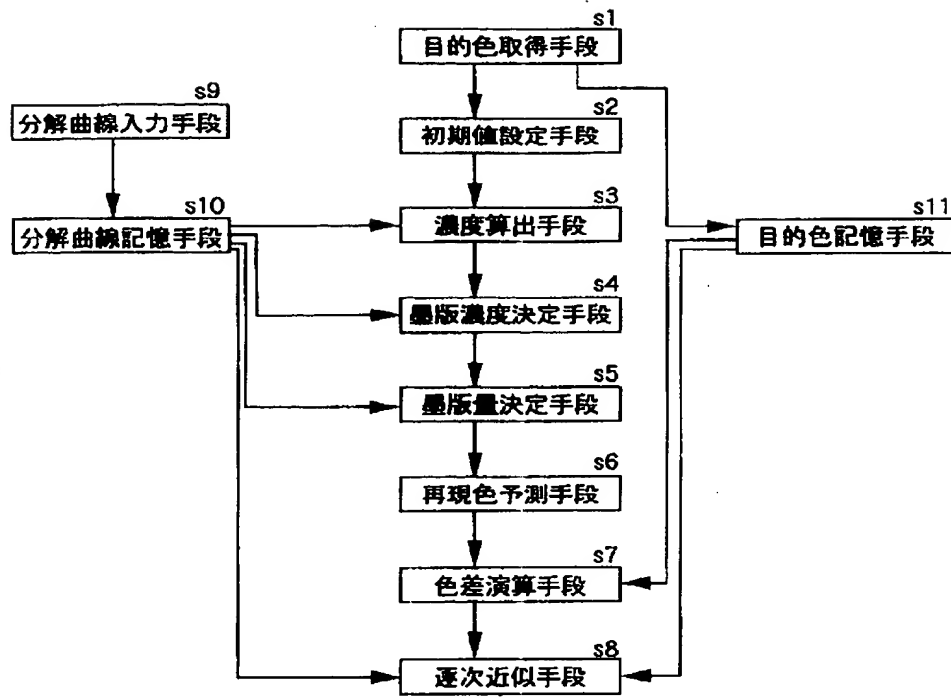 s1
目的色取得手段
s2
初期値設定手段
s9
分解曲線入力手段
s3
濃度算出手段
s10
分解曲線記憶手段
s11
目的色記憶手段
s4
墨版濃度決定手段
s5
墨版量決定手段
s6
再現色予測手段
s7
色差演算手段
s8
逐次近似手段